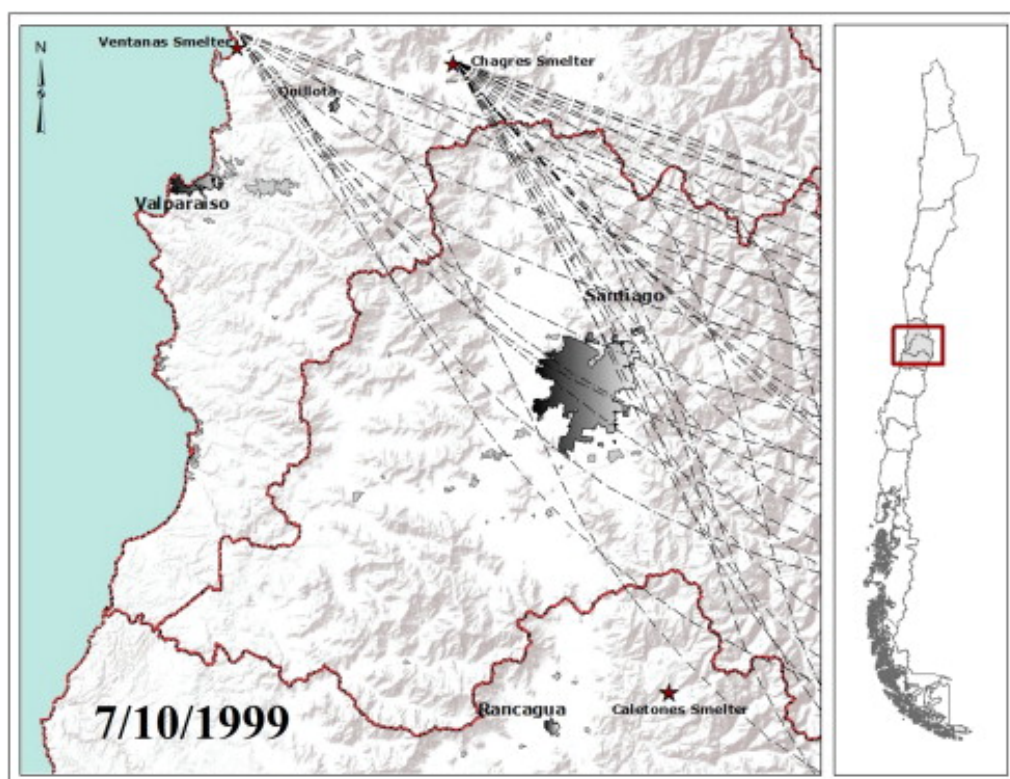 N
Ventanas Smelter
Chagres Smelter
Quillota
Valparaiso
Santiago
7/10/1999
Rancagua
Caletones Smelter